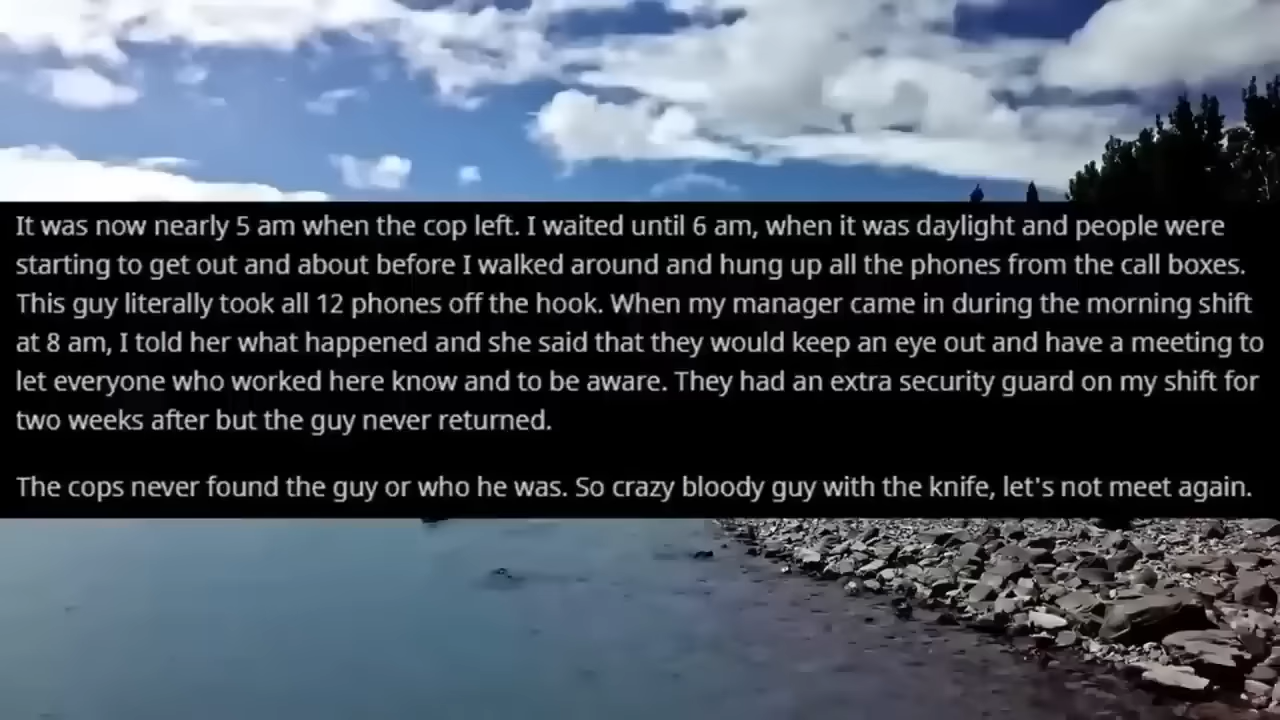 It was now nearly 5 am when the cop left. I waited until 6 am, when it was daylight and people were
starting to get out and about before I walked around and hung up all the phones from the call boxes.
This guy literally took all 12 phones off the hook. When my manager came in during the morning shift
at 8 am, I told her what happened and she said that they would keep an eye out and have a meeting to
let everyone who worked here know and to be aware. They had an extra security guard on my shift for
two weeks after but the guy never returned.
The cops never found the guy or who he was. So crazy bloody guy with the knife, let's not meet again.